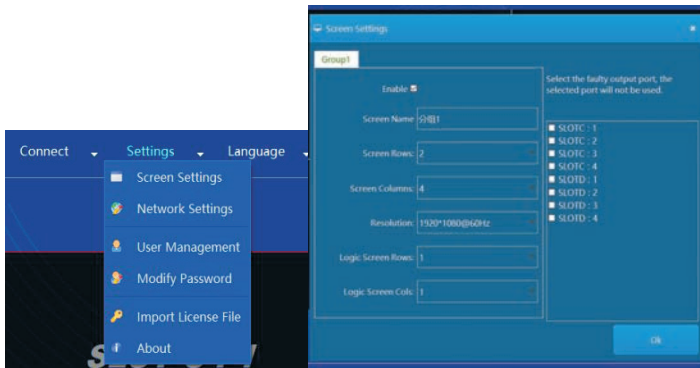 Connect
Settings
Language
Screen Settings
Network Settings
User Management
Modify Password
Import License File
About
Screen Settings
Group1
Enable
Screen Name 分组1
Screen Rows: 2
Screen Columns: 4
Resolution: 1920*1080@60Hz
Logic Screen Rows: 1
Logic Screen Cols: 1
Select the faulty output port, the
selected port will not be used.
SLOTC : 1
SLOTC : 2
SLOTC : 3
SLOTC : 4
SLOTD : 1
SLOTD : 2
SLOTD : 3
SLOTD : 4
Ok